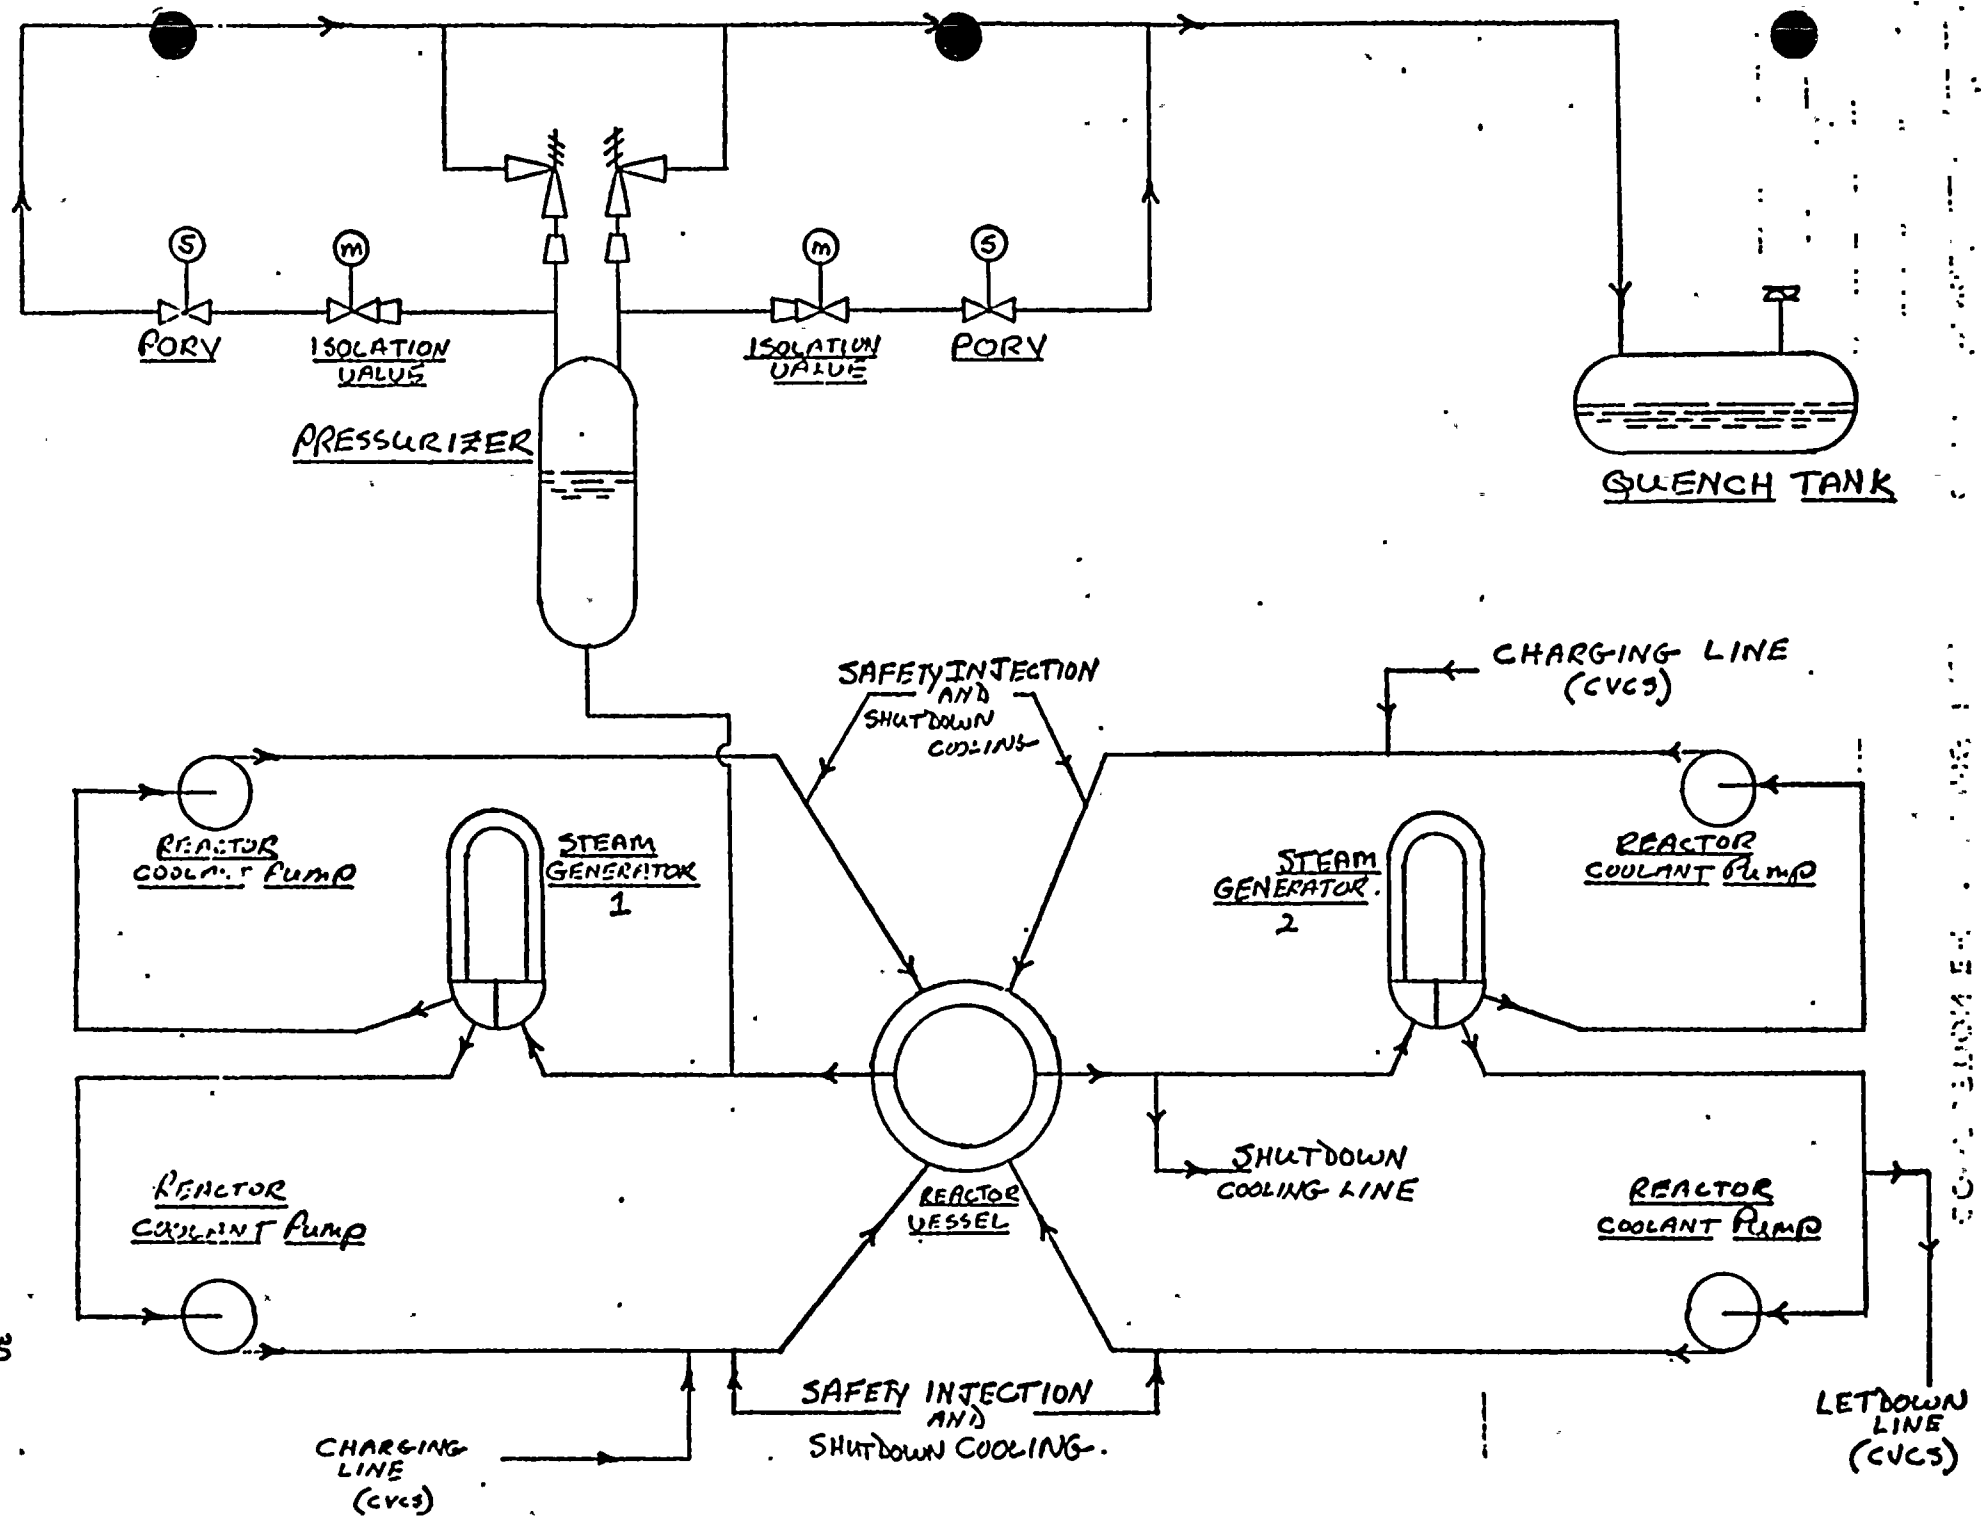 S
m
m
S
PORV
ISOLATION
VALVE
ISOLATION
VALVE
PORV
PRESSURIZER
QUENCH TANK
SAFETY INJECTION
AND
SHUTDOWN
COOLING
CHARGING LINE
(CVCS)
REACTOR
COOLANT PUMP
STEAM
GENERATOR
1
STEAM
GENERATOR.
2
REACTOR
COOLANT PUMP
REACTOR
COOLANT PUMP
REACTOR
VESSEL
SHUTDOWN
COOLING LINE
REACTOR
COOLANT PUMP
SAFETY INJECTION
AND
SHUTDOWN COOLING.
CHARGING
LINE
(CVCS)
LETDOWN
LINE
(CVCS)